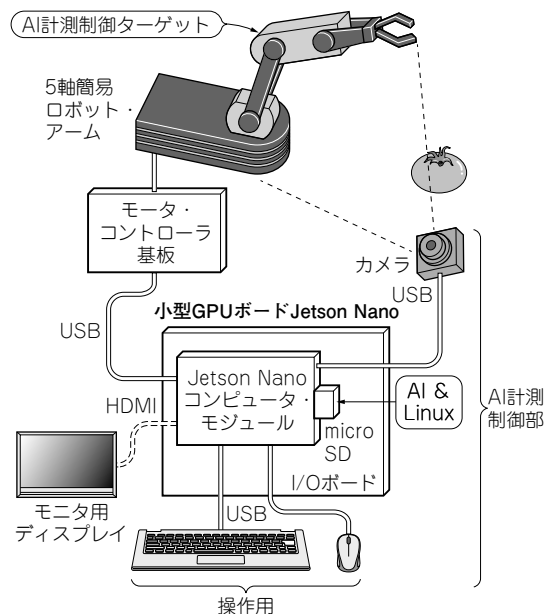 AI計測制御ターゲット
5軸簡易
ロボット・
アーム
モータ・
コントローラ
基板
カメラ
USB
小型GPUボードJetson Nano
USB
Jetson Nano
コンピュータ・
モジュール
HDMI
micro
SD
AI &
Linux
AI計測
制御部
I/Oボード
モニタ用
ディスプレイ
USB
操作用